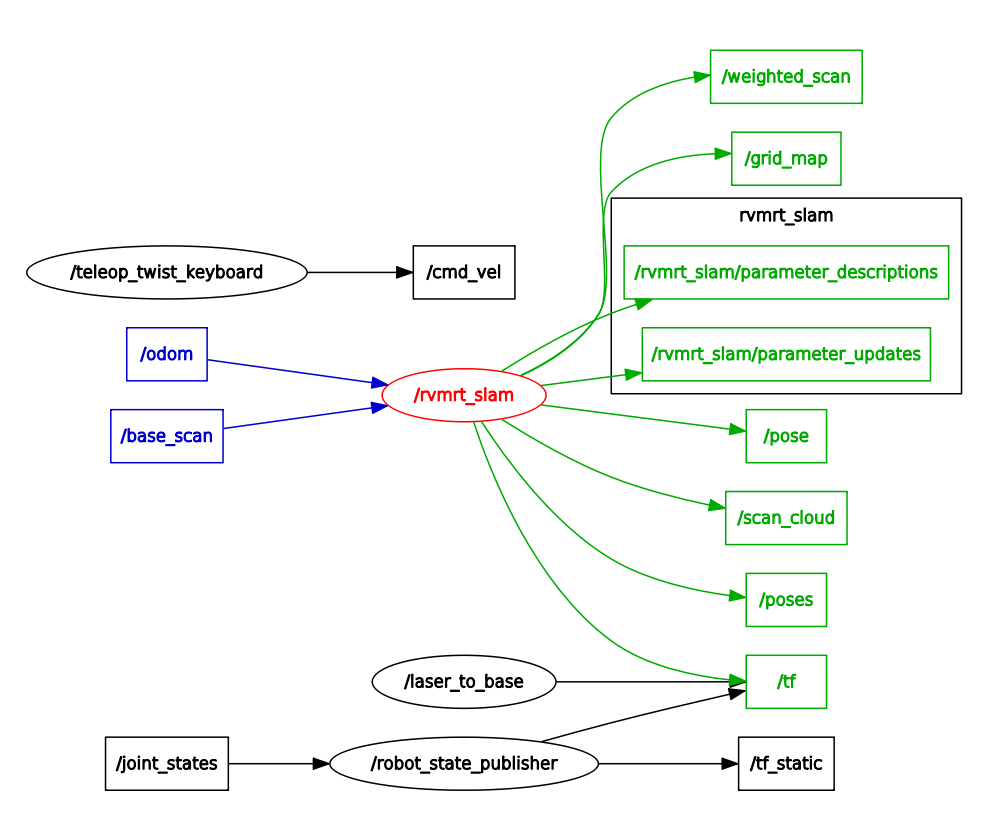 /weighted_scan
/grid_map
rvmrt_slam
/teleop_twist_keyboard
/cmd_vel
/rvmrt_slam/parameter_descriptions
/odom
/rvmrt_slam/parameter_updates
/rvmrt_slam
/base_scan
/pose
/scan_cloud
/poses
/laser_to_base
/tf
/joint_states
/robot_state_publisher
/tf_static